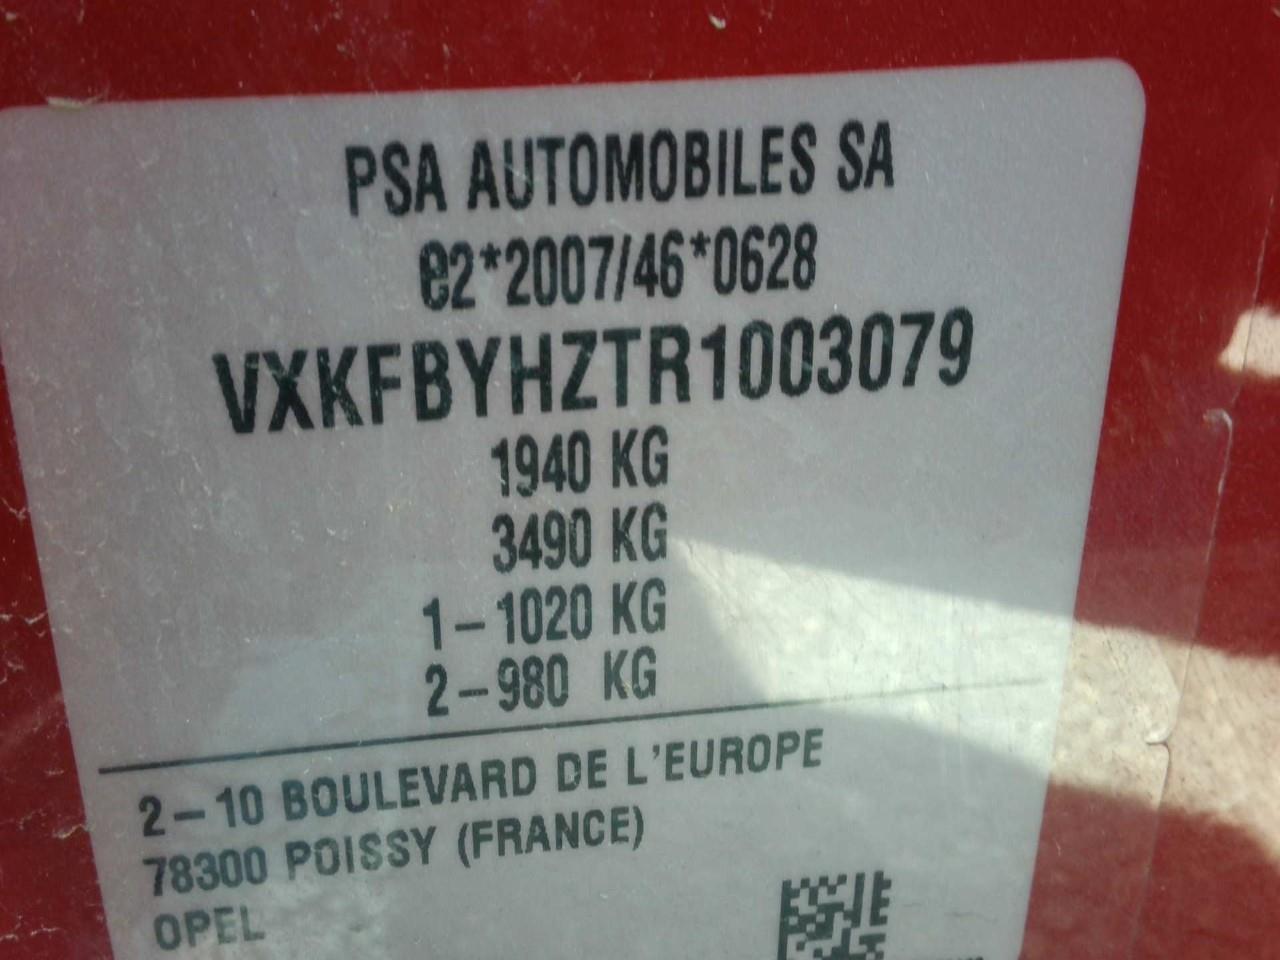 PSA AUTOMOBILES SA
e2*2007/46*0628
VXKFBYHZTR1003079
1940 KG
3490 KG
1-1020 KG
2-980 KG
2-10 BOULEVARD DE L'EUROPE
78300 POISSY (FRANCE)
OPEL